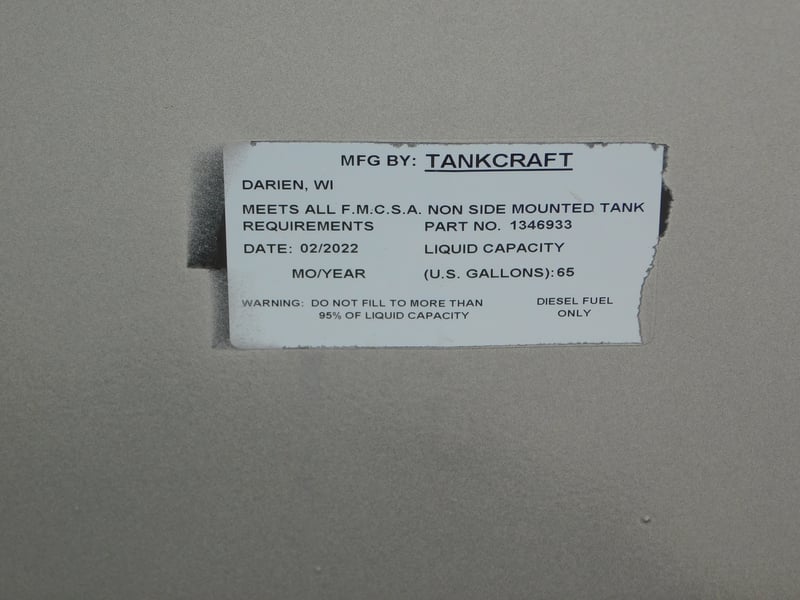 MFG BY: TANKCRAFT
DARIEN, WI
MEETS ALL F.M.C.S.A. NON SIDE MOUNTED TANK
REQUIREMENTS PART NO. 1346933
DATE: 02/2022 LIQUID CAPACITY
MO/YEAR (U.S. GALLONS): 65
WARNING: DO NOT FILL TO MORE THAN DIESEL FUEL
95% OF LIQUID CAPACITY ONLY